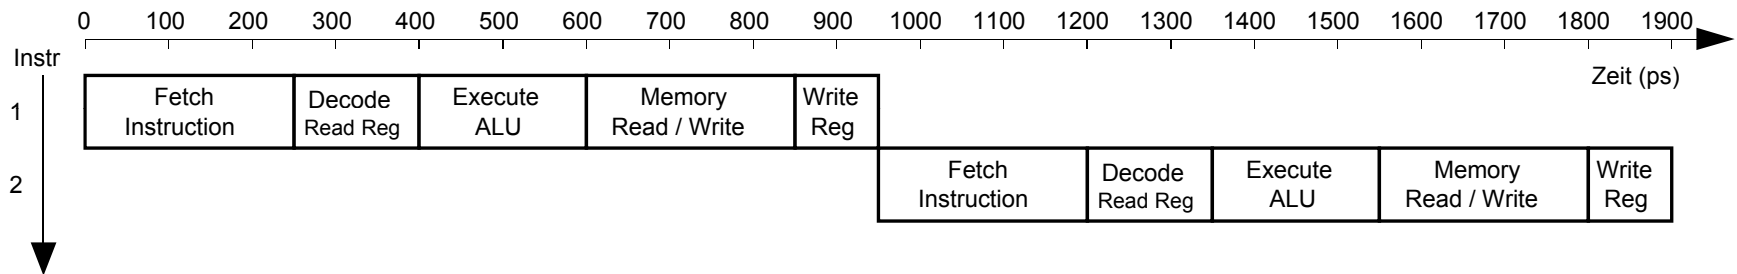 0 100 200 300 400 500 600 700 800 900 1000 1100 1200 1300 1400 1500 1600 1700 1800 1900
Instr
Zeit (ps)
1
Fetch
Instruction
Decode
Read Reg
Execute
ALU
Memory
Read / Write
Write
Reg
2
Fetch
Instruction
Decode
Read Reg
Execute
ALU
Memory
Read / Write
Write
Reg